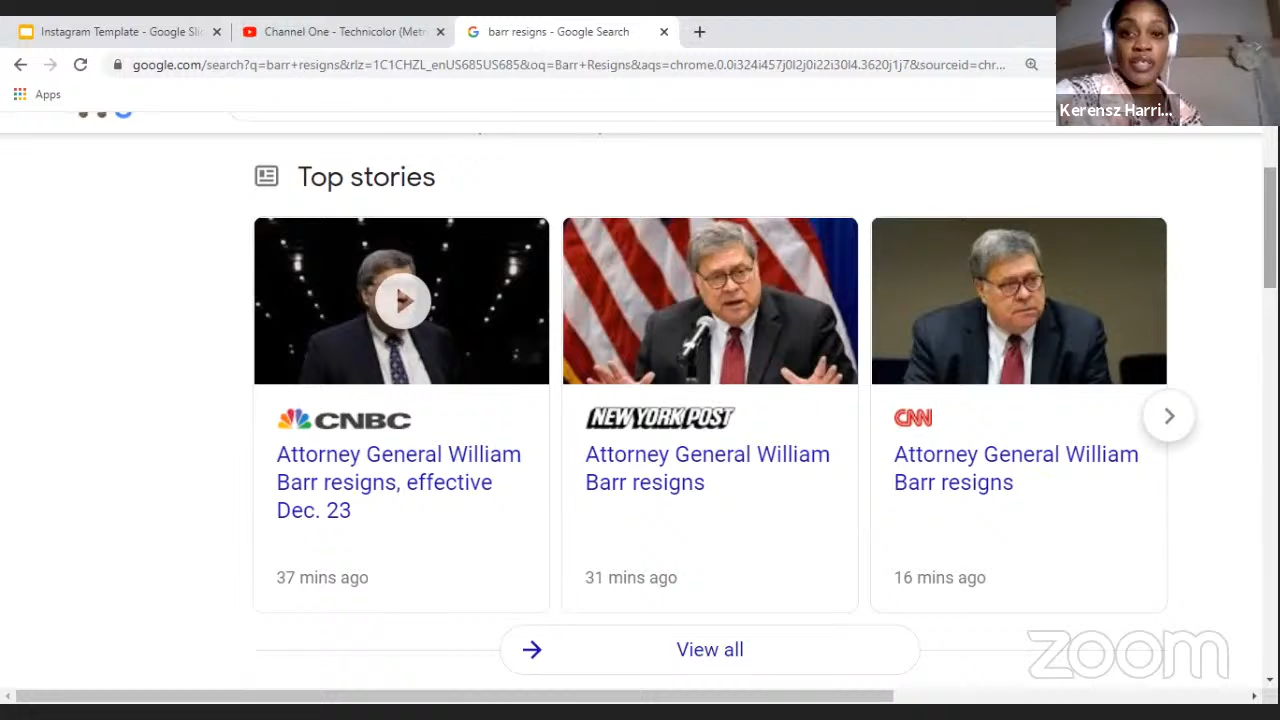 Instagram Template - Google Sli
Channel One - Technicolor (Metr
barr resigns - Google Search
google.com/search?q=barr+resigns&rlz=1C1CHZL_enUS685US685&oq=Barr+Resigns&aqs=chrome.0.0i324i457j0l2j0i22i30l4.3620j1j7&sourceid=chr...
Apps
Kerensz Harri...
Top stories
CNBC
Attorney General William
Barr resigns, effective
Dec. 23
37 mins ago
NEW YORK POST
Attorney General William
Barr resigns
31 mins ago
CNN
Attorney General William
Barr resigns
16 mins ago
View all
zoom